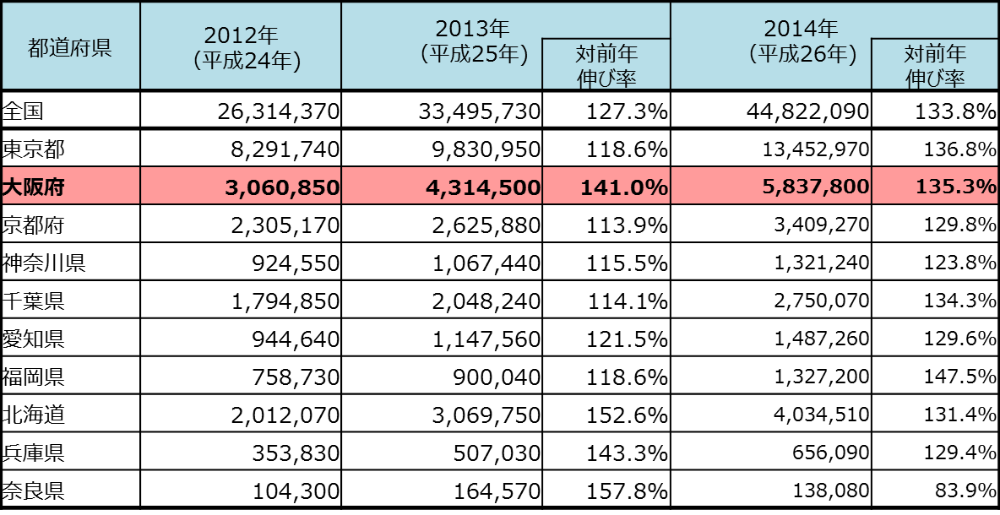 都道府県 2012年 (平成24年) 2013年 (平成25年) 対前年 伸び率 2014年 (平成26年) 対前年 伸び率
全国 26,314,370 33,495,730 127.3% 44,822,090 133.8%
東京都 8,291,740 9,830,950 118.6% 13,452,970 136.8%
大阪府 3,060,850 4,314,500 141.0% 5,837,800 135.3%
京都府 2,305,170 2,625,880 113.9% 3,409,270 129.8%
神奈川県 924,550 1,067,440 115.5% 1,321,240 123.8%
千葉県 1,794,850 2,048,240 114.1% 2,750,070 134.3%
愛知県 944,640 1,147,560 121.5% 1,487,260 129.6%
福岡県 758,730 900,040 118.6% 1,327,200 147.5%
北海道 2,012,070 3,069,750 152.6% 4,034,510 131.4%
兵庫県 353,830 507,030 143.3% 656,090 129.4%
奈良県 104,300 164,570 157.8% 138,080 83.9%